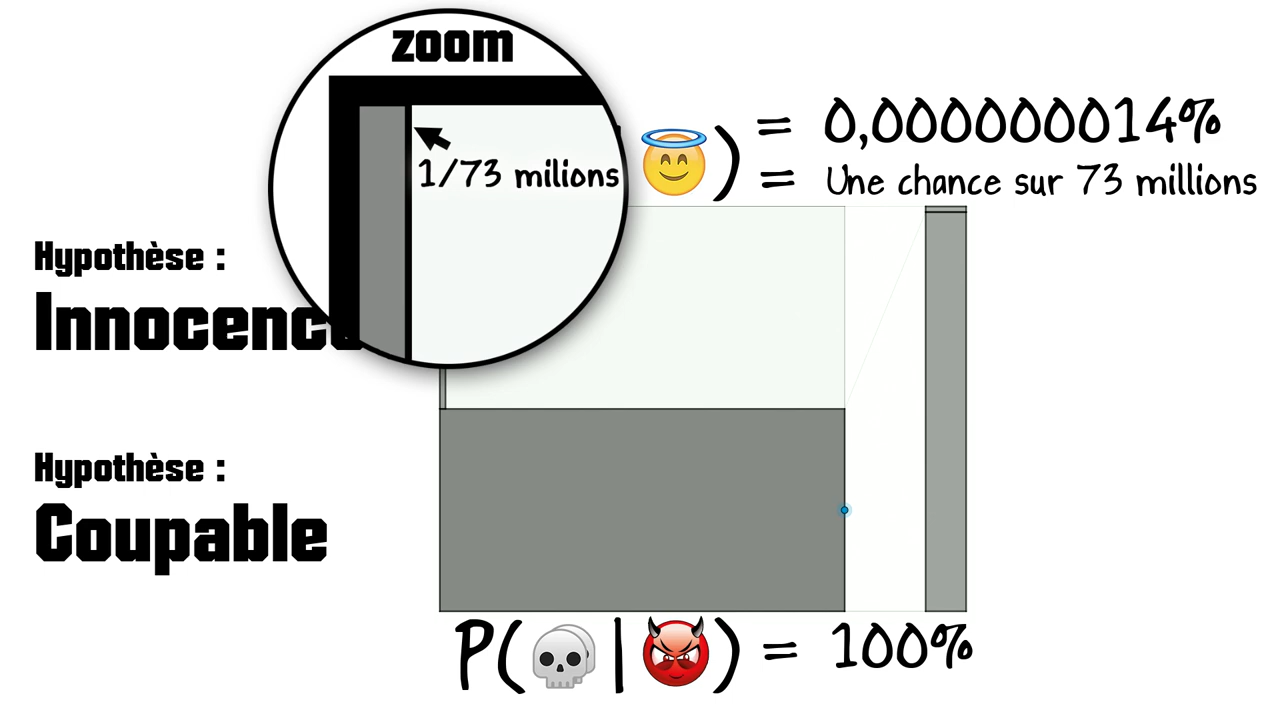 zoom
1/73 milions
) = 0,000000014%
= Une chance sur 73 millions
Hypothèse :
Innocence
Hypothèse :
Coupable
P( | ) = 100%